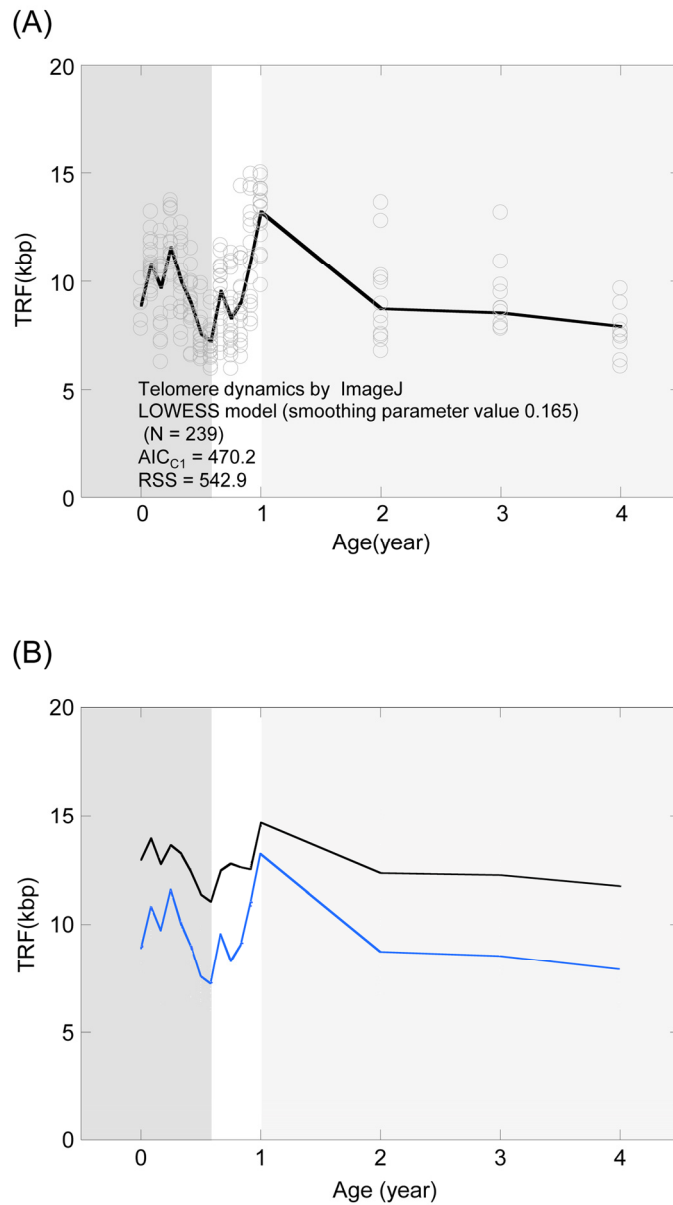 (A)
20
15
10
5
0
TRF(kbp)
Telomere dynamics by ImageJ
LOWESS model (smoothing parameter value 0.165)
(N = 239)
AICC1 = 470.2
RSS = 542.9
0 1 2 3 4
Age(year)
(B)
20
15
10
5
0
TRF(kbp)
0 1 2 3 4
Age (year)